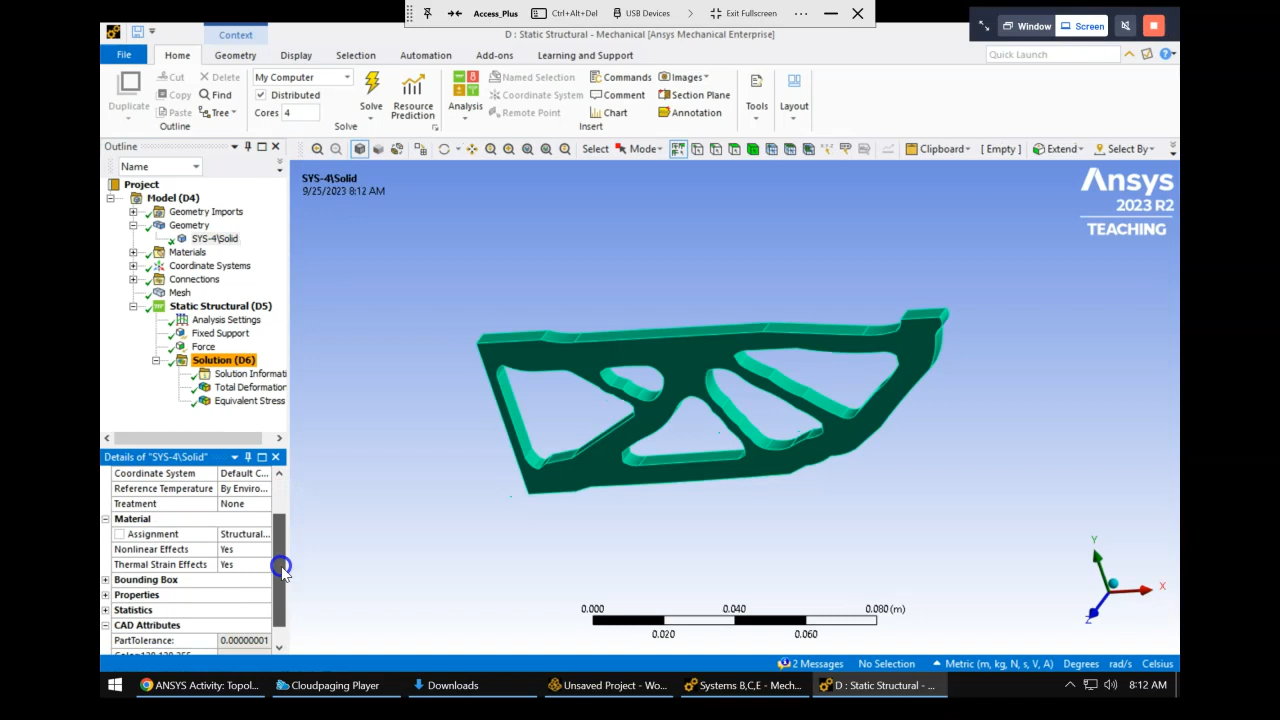 Access_Plus
Ctrl+Alt+Del
USB Devices
Exit Fullscreen
Window
Screen
Context
D : Static Structural - Mechanical [Ansys Mechanical Enterprise]
File
Home
Geometry
Display
Selection
Automation
Add-ons
Learning and Support
Quick Launch
Duplicate
Cut
Delete
Copy
Find
Paste
Tree
Outline
My Computer
Distributed
Cores 4
Solve
Resource
Prediction
Solve
Analysis
Named Selection
Coordinate System
Remote Point
Commands
Comment
Chart
Images
Section Plane
Annotation
Insert
Tools
Layout
Outline
Name
Select
Mode
Clipboard
[ Empty ]
Extend
Select By
Project
Model (D4)
Geometry Imports
Geometry
SYS-4\Solid
Materials
Coordinate Systems
Connections
Mesh
Static Structural (D5)
Analysis Settings
Fixed Support
Force
Solution (D6)
Solution Informati
Total Deformation
Equivalent Stress
SYS-4\Solid
9/25/2023 8:12 AM
Ansys
2023 R2
TEACHING
Details of "SYS-4\Solid"
Coordinate System Default C...
Reference Temperature By Enviro...
Treatment None
Material
Assignment Structural...
Nonlinear Effects Yes
Thermal Strain Effects Yes
Bounding Box
Properties
Statistics
CAD Attributes
PartTolerance: 0.00000001
0.000
0.040
0.080 (m)
0.020
0.060
Y
X
Z
2 Messages
No Selection
Metric (m, kg, N, s, V, A)
Degrees
rad/s
Celsius
ANSYS Activity: Topol...
Cloudpaging Player
Downloads
Unsaved Project - Wo...
Systems B,C,E - Mech...
D : Static Structural - ...
8:12 AM